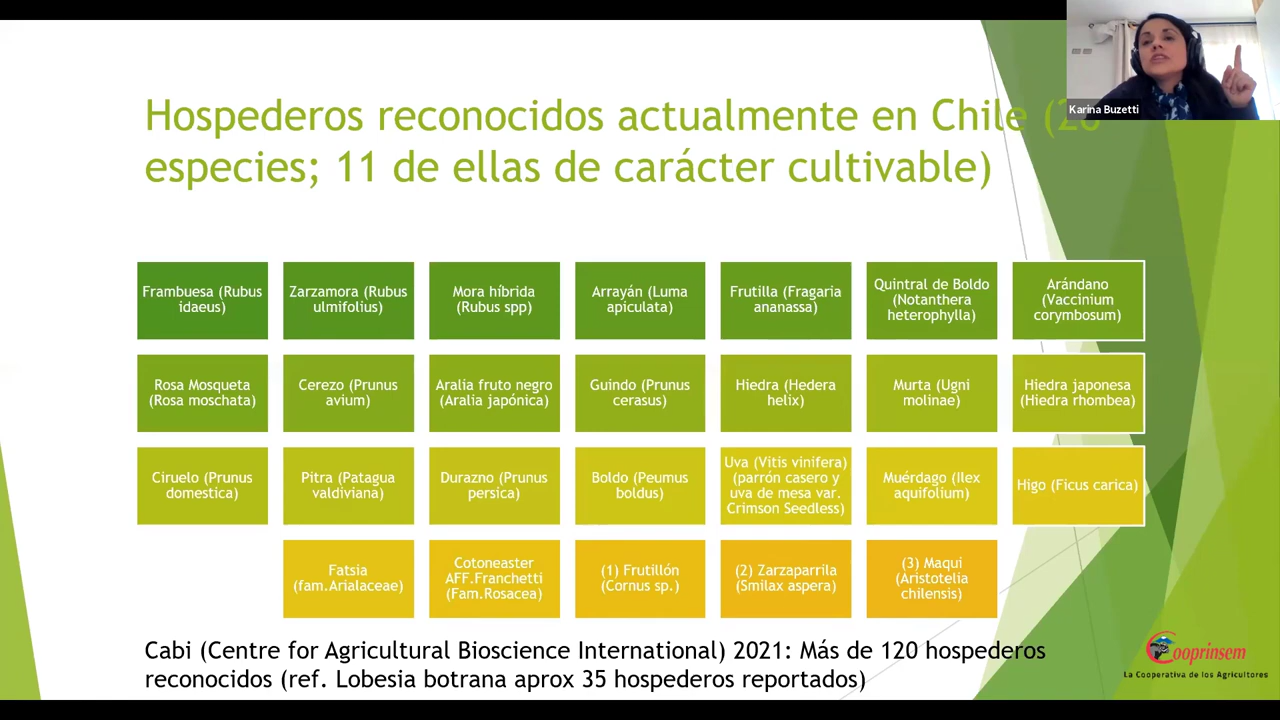 Karina Buzetti
Hospederos reconocidos actualmente en Chile
especies; 11 de ellas de carácter cultivable)
Frambuesa (Rubus
idaeus)
Zarzamora (Rubus
ulmifolius)
Mora híbrida
(Rubus spp)
Arrayán (Luma
apiculata)
Frutilla (Fragaria
ananassa)
Quintral de Boldo
(Notanthera
heterophylla)
Arándano
(Vaccinium
corymbosum)
Rosa Mosqueta
(Rosa moschata)
Cerezo (Prunus
avium)
Aralia fruto negro
(Aralia japónica)
Guindo (Prunus
cerasus)
Hiedra (Hedera
helix)
Murta (Ugni
molinae)
Hiedra japonesa
(Hiedra rhombea)
Ciruelo (Prunus
domestica)
Pitra (Patagua
valdiviana)
Durazno (Prunus
persica)
Boldo (Peumus
boldus)
Uva (Vitis vinifera)
(parrón casero y
uva de mesa var.
Crimson Seedless)
Muérdago (Ilex
aquifolium)
Higo (Ficus carica)
Fatsia
(fam.Arialaceae)
Cotoneaster
AFF.Franchetti
(Fam.Rosacea)
(1) Frutillón
(Cornus sp.)
(2) Zarzaparrila
(Smilax aspera)
(3) Maqui
(Aristotelia
chilensis)
Cabi (Centre for Agricultural Bioscience International) 2021: Más de 120 hospederos
reconocidos (ref. Lobesia botrana aprox 35 hospederos reportados)
Cooprinsem
La Cooperativa de los Agricultores